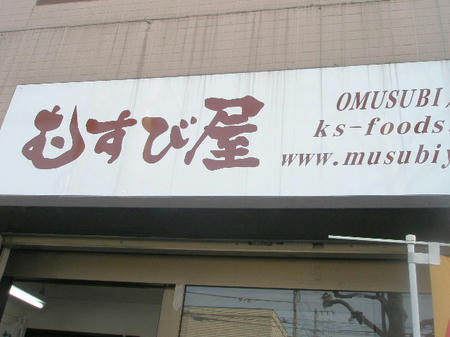 むすび屋
OMUSUBI
ks-foods.
www.musubiy